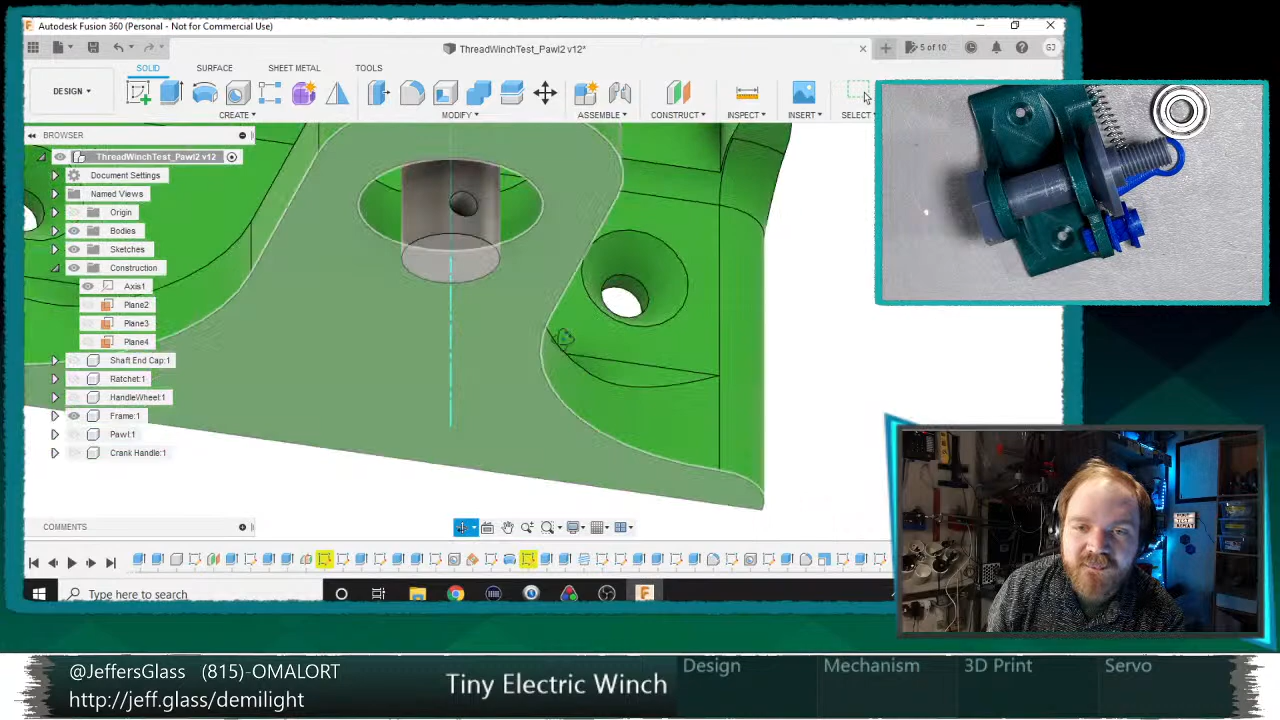 Autodesk Fusion 360 (Personal - Not for Commercial Use)
ThreadWinchTest_Pawl2 v12*
5 of 10
GJ
DESIGN
SOLID
SURFACE
SHEET METAL
TOOLS
CREATE
MODIFY
ASSEMBLE
CONSTRUCT
INSPECT
INSERT
SELECT
BROWSER
ThreadWinchTest_Pawl2 v12
Document Settings
Named Views
Origin
Bodies
Sketches
Construction
Axis1
Plane2
Plane3
Plane4
Shaft End Cap:1
Ratchet:1
HandleWheel:1
Frame:1
Pawl:1
Crank Handle:1
COMMENTS
Type here to search
@JeffersGlass (815)-OMALORT
http://jeff.glass/demilight
Tiny Electric Winch
Design
Mechanism
3D Print
Servo